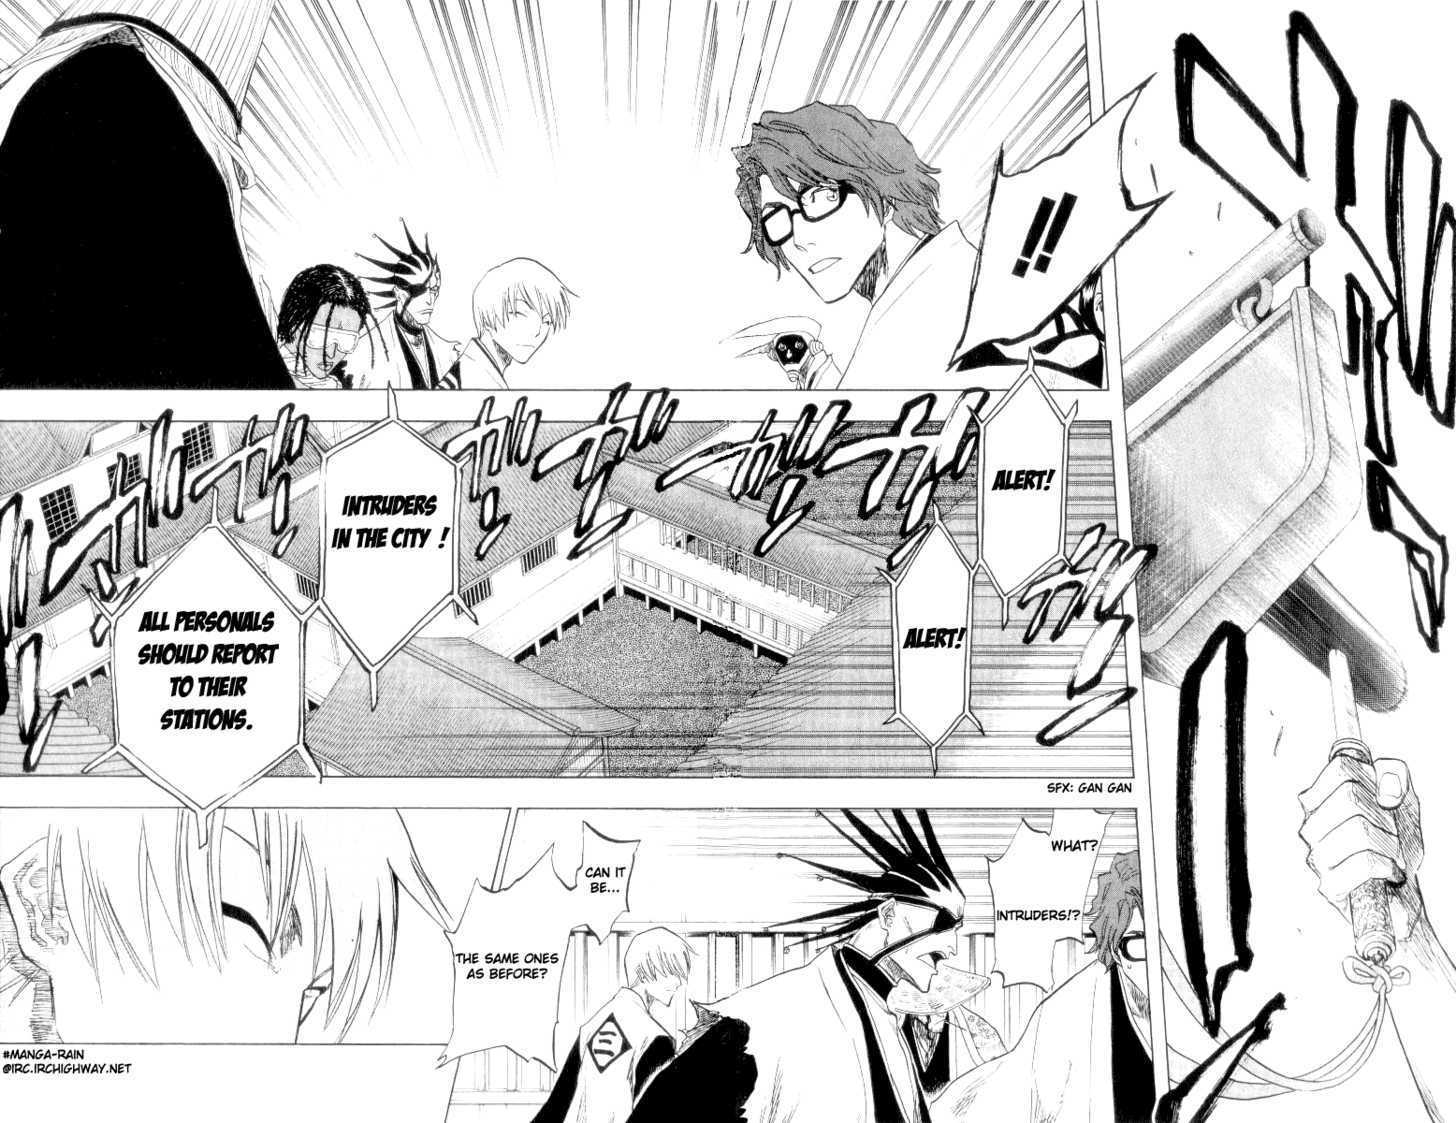 !!
ALERT!
ALERT!
INTRUDERS
IN THE CITY !
ALL PERSONALS
SHOULD REPORT
TO THEIR
STATIONS.
SFX: GAN GAN
WHAT?
INTRUDERS!?
CAN IT
BE...
THE SAME ONES
AS BEFORE?
三
#MANGA-RAIN
@IRC.IRCHIGHWAY.NET